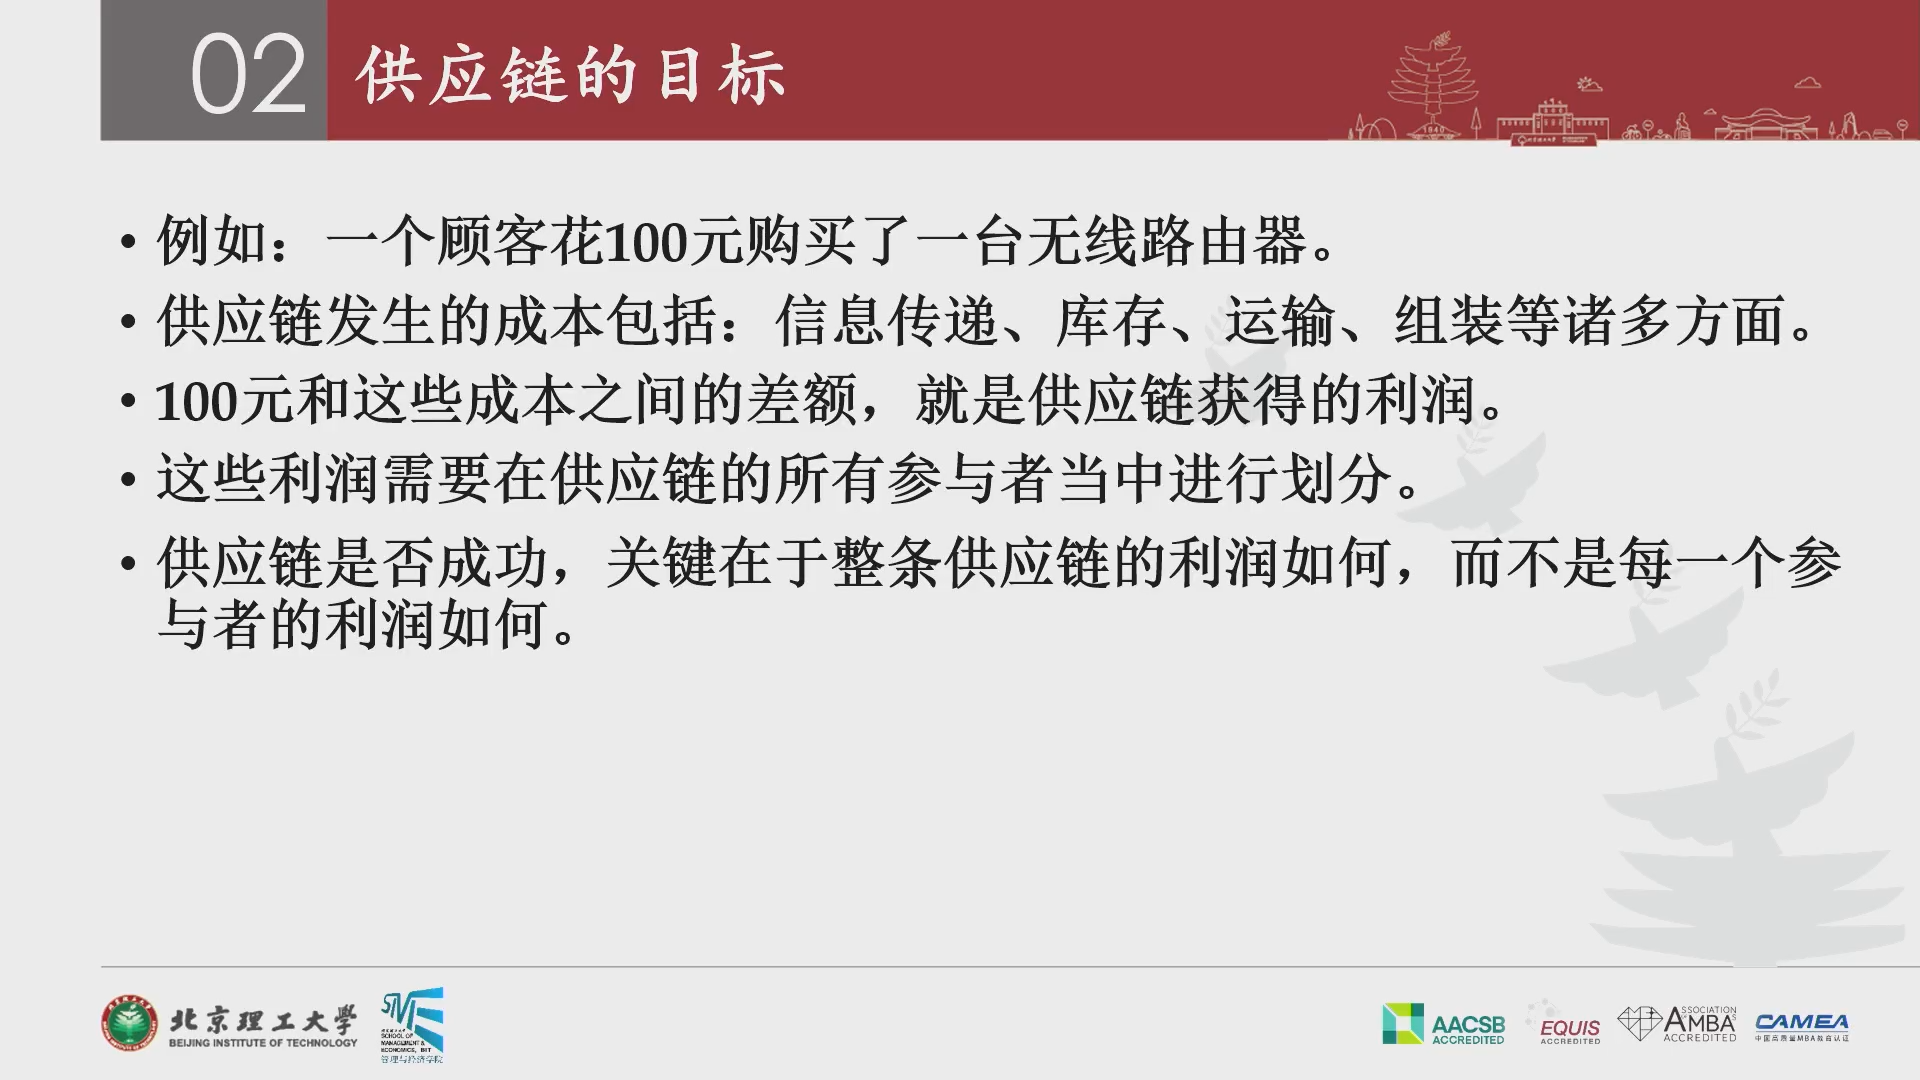 02 供应链的目标
1940
• 例如：一个顾客花100元购买了一台无线路由器。
• 供应链发生的成本包括：信息传递、库存、运输、组装等诸多方面。
• 100元和这些成本之间的差额，就是供应链获得的利润。
• 这些利润需要在供应链的所有参与者当中进行划分。
• 供应链是否成功，关键在于整条供应链的利润如何，而不是每一个参
与者的利润如何。
北京理工大学
BEIJING INSTITUTE OF TECHNOLOGY
SCHOOL OF
MANAGEMENT &
ECONOMICS, BIT
管理与经济学院
AACSB
ACCREDITED
EQUIS
ACCREDITED
ASSOCIATION
AMBA
ACCREDITED
CAMEA
中国高质量MBA教育认证